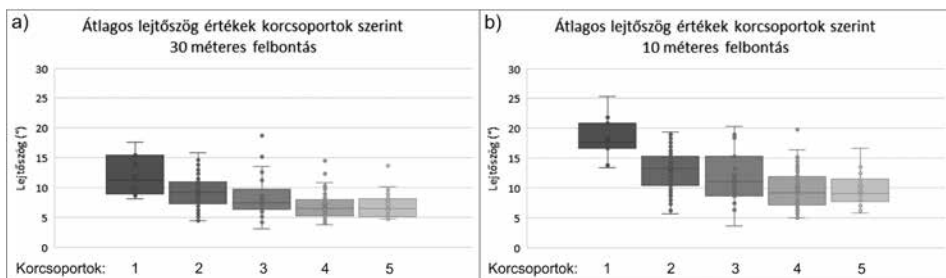 a)
Átlagos lejtőszög értékek korcsoportok szerint
30 méteres felbontás
30
25
20
15
10
5
0
Lejtőszög (°)
Korcsoportok: 1 2 3 4 5
b)
Átlagos lejtőszög értékek korcsoportok szerint
10 méteres felbontás
30
25
20
15
10
5
0
Lejtőszög (°)
Korcsoportok: 1 2 3 4 5